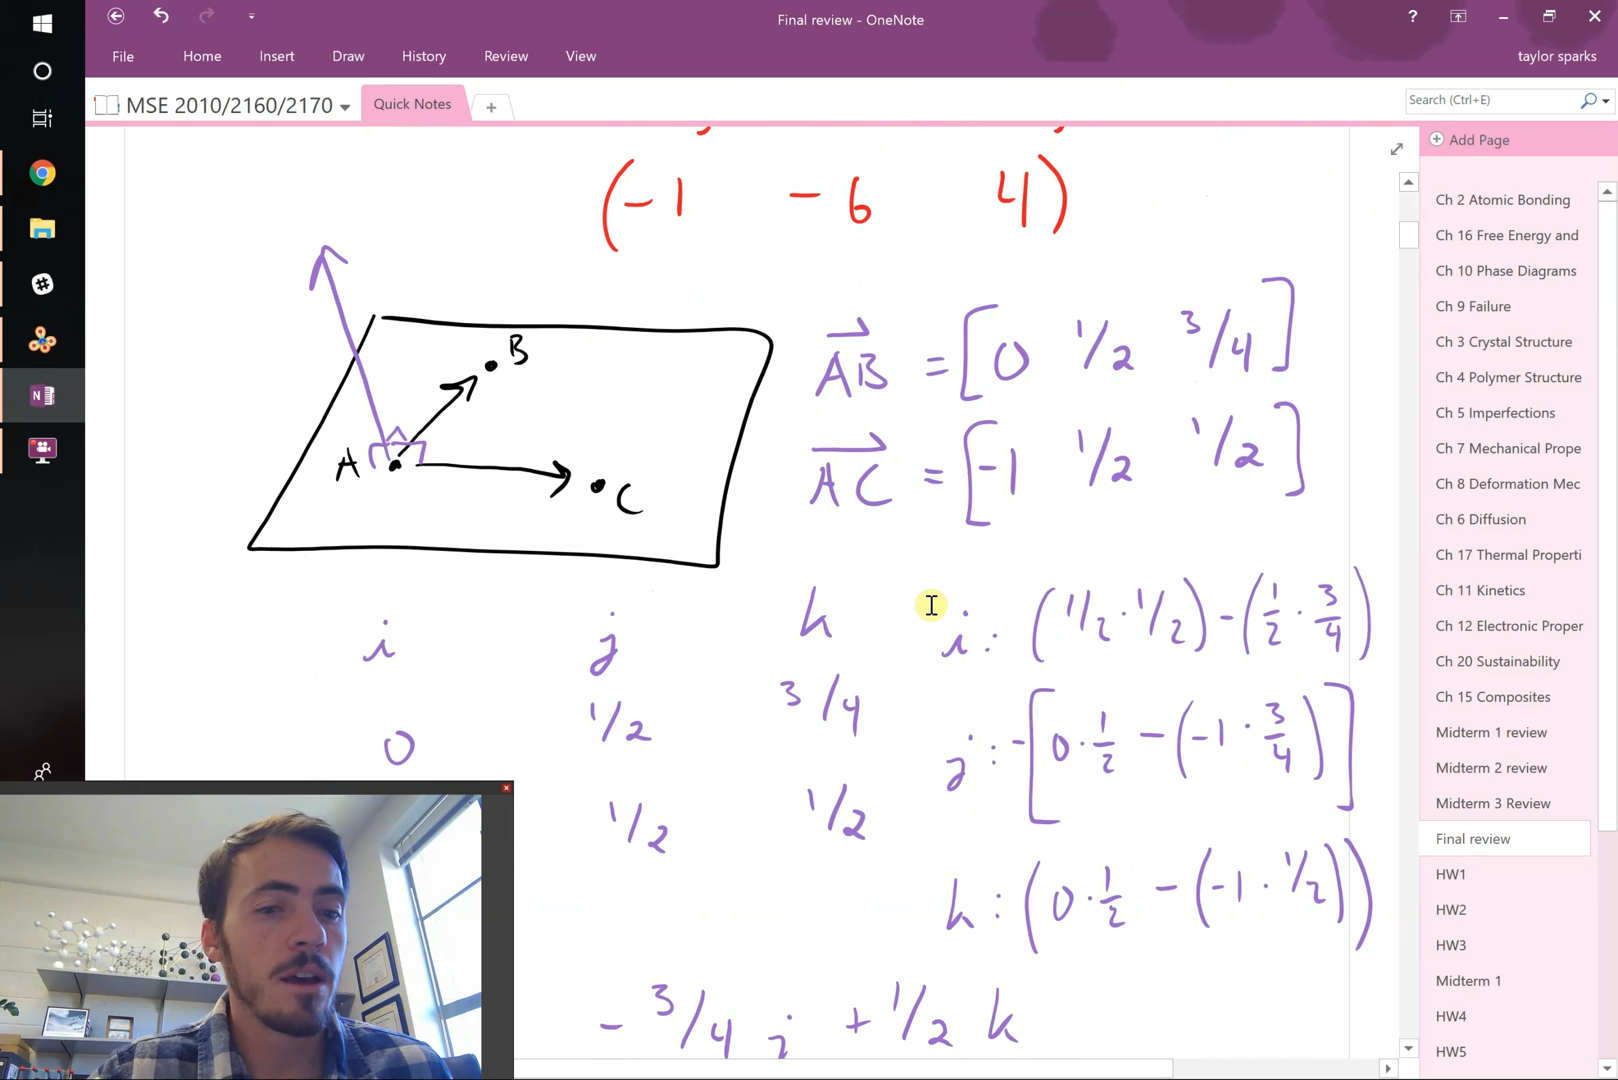 Final review - OneNote
?
File Home Insert Draw History Review View
taylor sparks
MSE 2010/2160/2170
Quick Notes
+
Search (Ctrl+E)
Add Page
Ch 2 Atomic Bonding
Ch 16 Free Energy and
Ch 10 Phase Diagrams
Ch 9 Failure
Ch 3 Crystal Structure
Ch 4 Polymer Structure
Ch 5 Imperfections
Ch 7 Mechanical Prope
Ch 8 Deformation Mec
Ch 6 Diffusion
Ch 17 Thermal Properti
Ch 11 Kinetics
Ch 12 Electronic Proper
Ch 20 Sustainability
Ch 15 Composites
Midterm 1 review
Midterm 2 review
Midterm 3 Review
Final review
HW1
HW2
HW3
Midterm 1
HW4
HW5
(-1 -6 4)
B
A
C
AB = [0 1/2 3/4]
AC = [-1 1/2 1/2]
i j k
0 1/2 3/4
1/2 1/2
i: (1/2 · 1/2) - (1/2 · 3/4)
j: -[0 · 1/2 - (-1 · 3/4)]
k: (0 · 1/2 - (-1 · 1/2))
- 3/4 j + 1/2 k